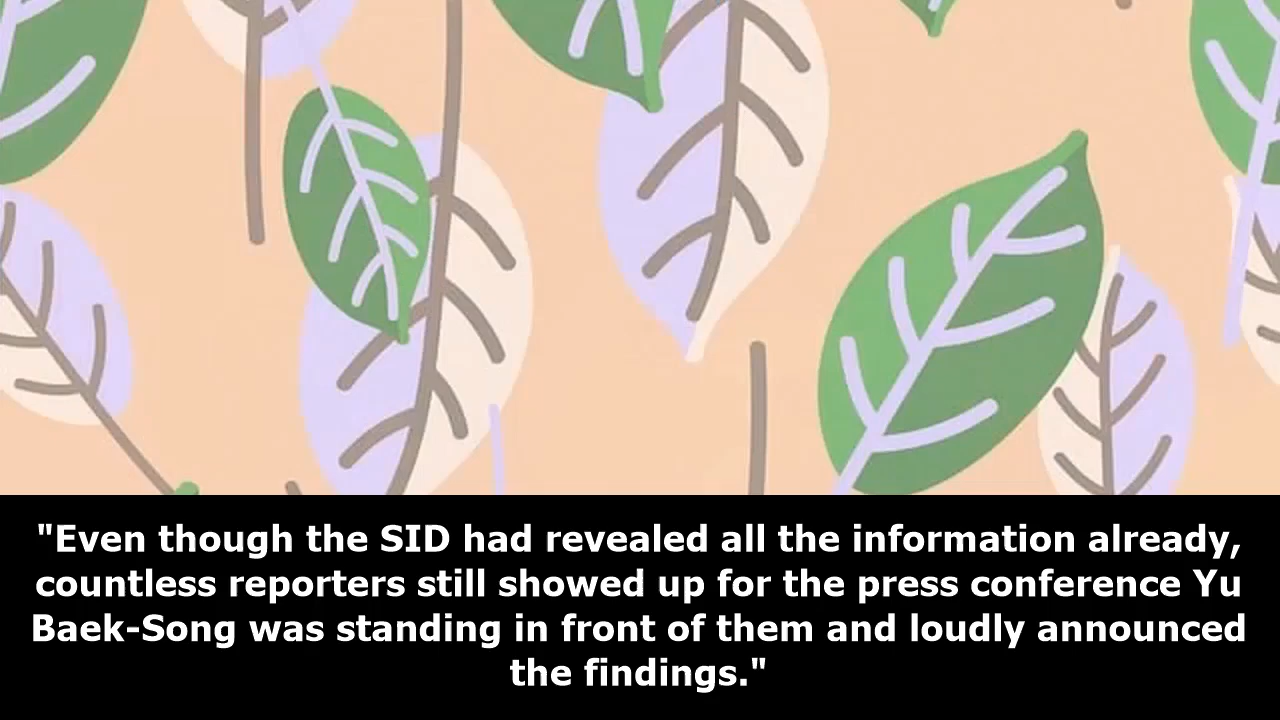 "Even though the SID had revealed all the information already,
countless reporters still showed up for the press conference Yu
Baek-Song was standing in front of them and loudly announced
the findings."